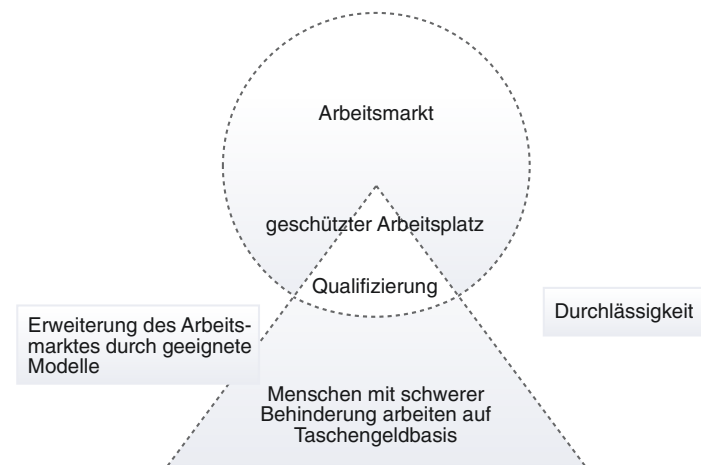 Arbeitsmarkt
geschützter Arbeitsplatz
Qualifizierung
Erweiterung des Arbeits-
marktes durch geeignete
Modelle
Durchlässigkeit
Menschen mit schwerer
Behinderung arbeiten auf
Taschengeldbasis